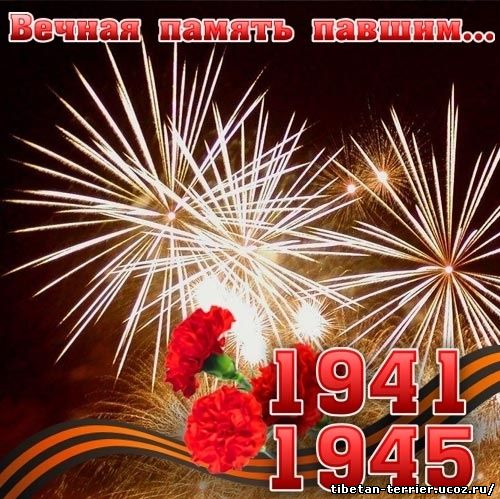 Вечная память павшим...
1941
1945
tibetan-terrier.ucoz.ru/